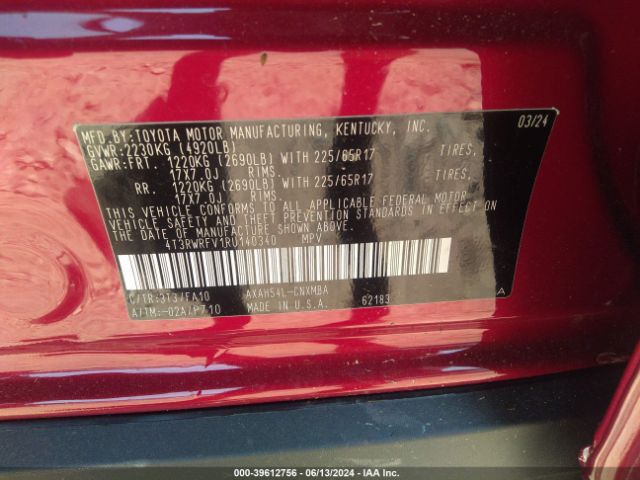 MFD.BY:TOYOTA MOTOR MANUFACTURING, KENTUCKY, INC. 03/24
GVWR:2230KG (4920LB)
GAWR:FRT. 1220KG (2690LB) WITH 225/65R17 TIRES,
17X7.0J RIMS.
RR. 1220KG (2690LB) WITH 225/65R17 TIRES,
17X7.0J RIMS.
THIS VEHICLE CONFORMS TO ALL APPLICABLE FEDERAL MOTOR
VEHICLE SAFETY AND THEFT PREVENTION STANDARDS IN EFFECT ON
THE DATE OF MANUFACTURE SHOWN ABOVE.
4T3RWRFV1RU140340 MPV
C/TR:3T3/FA10 AXAH54L-CNXMBA 62183
A/TM:-02A/P710 MADE IN U.S.A. A
000-39612756 - 06/13/2024 - IAA Inc.